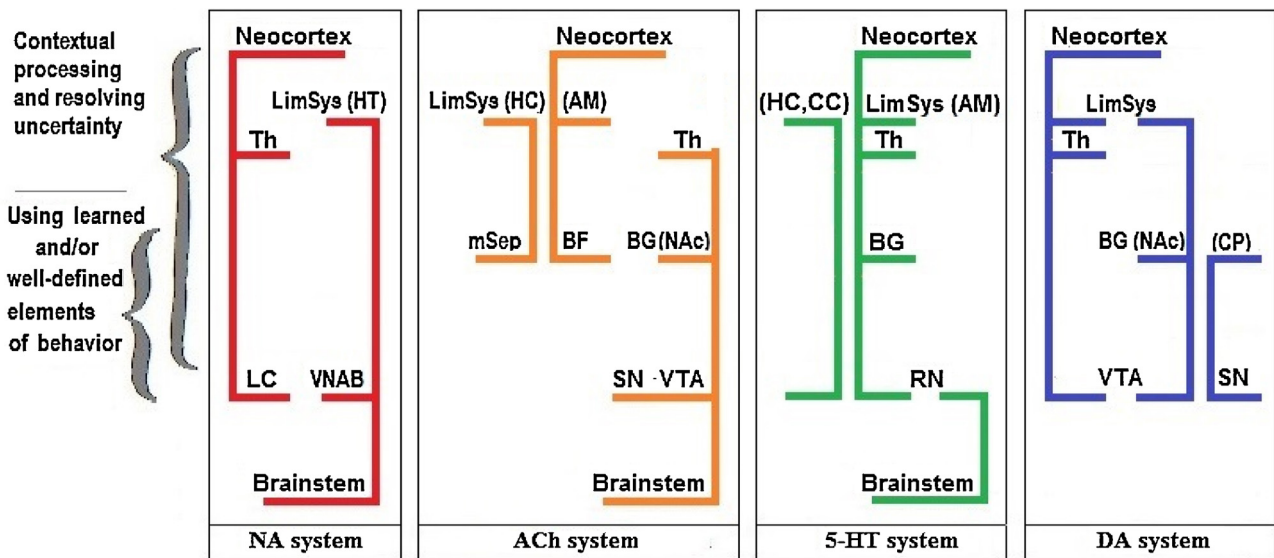 Contextual
processing
and resolving
uncertainty
Using learned
and/or
well-defined
elements
of behavior
Neocortex
LimSys (HT)
Th
LC
VNAB
Brainstem
NA system
Neocortex
LimSys (HC)
(AM)
Th
mSep
BF
BG(NAc)
SN -VTA
Brainstem
ACh system
Neocortex
(HC,CC)
LimSys (AM)
Th
BG
RN
Brainstem
5-HT system
Neocortex
LimSys
Th
BG (NAc)
(CP)
VTA
SN
DA system